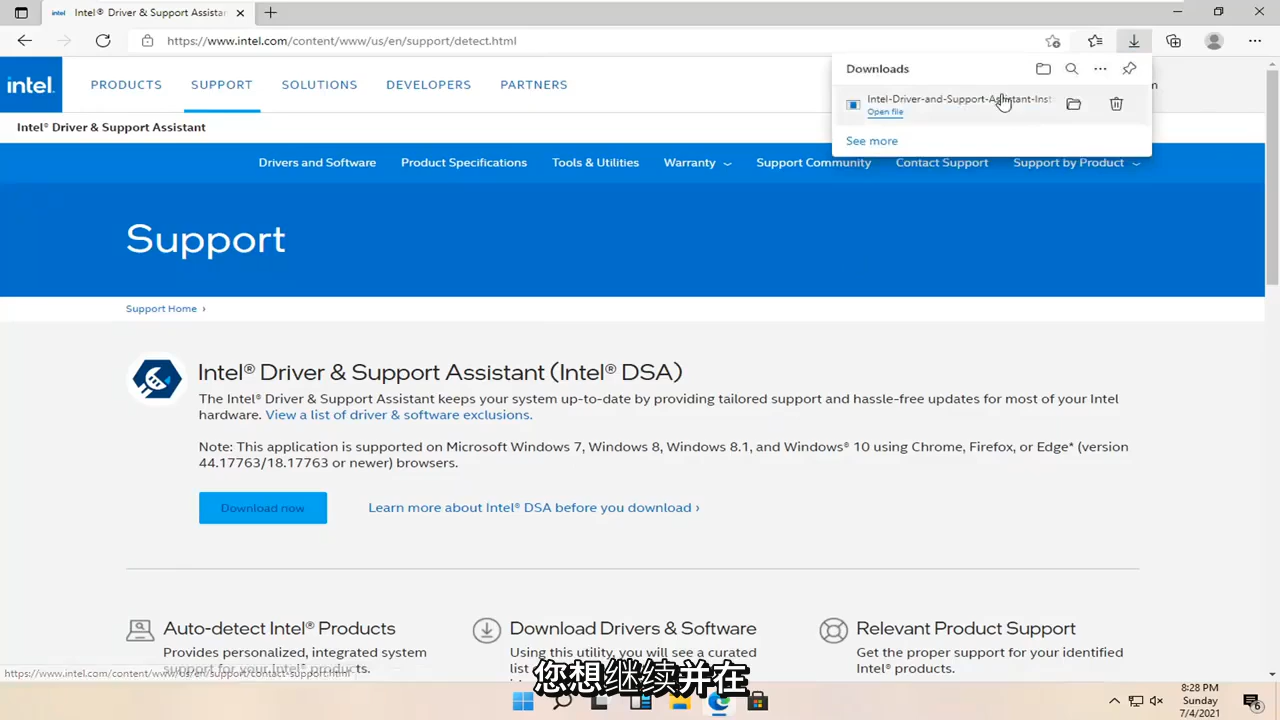 Intel® Driver & Support Assistan
https://www.intel.com/content/www/us/en/support/detect.html
intel.
PRODUCTS
SUPPORT
SOLUTIONS
DEVELOPERS
PARTNERS
Downloads
Intel-Driver-and-Support-Assistant-Inst
Open file
See more
Intel® Driver & Support Assistant
Drivers and Software
Product Specifications
Tools & Utilities
Warranty
Support Community
Contact Support
Support by Product
Support
Support Home ›
Intel® Driver & Support Assistant (Intel® DSA)
The Intel® Driver & Support Assistant keeps your system up-to-date by providing tailored support and hassle-free updates for most of your Intel
hardware. View a list of driver & software exclusions.
Note: This application is supported on Microsoft Windows 7, Windows 8, Windows 8.1, and Windows® 10 using Chrome, Firefox, or Edge* (version
44.17763/18.17763 or newer) browsers.
Download now
Learn more about Intel® DSA before you download ›
Auto-detect Intel® Products
Provides personalized, integrated system
support for your Intel® products.
Download Drivers & Software
Using this utility, you will see a curated
list
Relevant Product Support
Get the proper support for your identified
Intel® products.
https://www.intel.com/content/www/us/en/support/contact-support.html
您想继续并在
8:28 PM
Sunday
7/4/2021
6